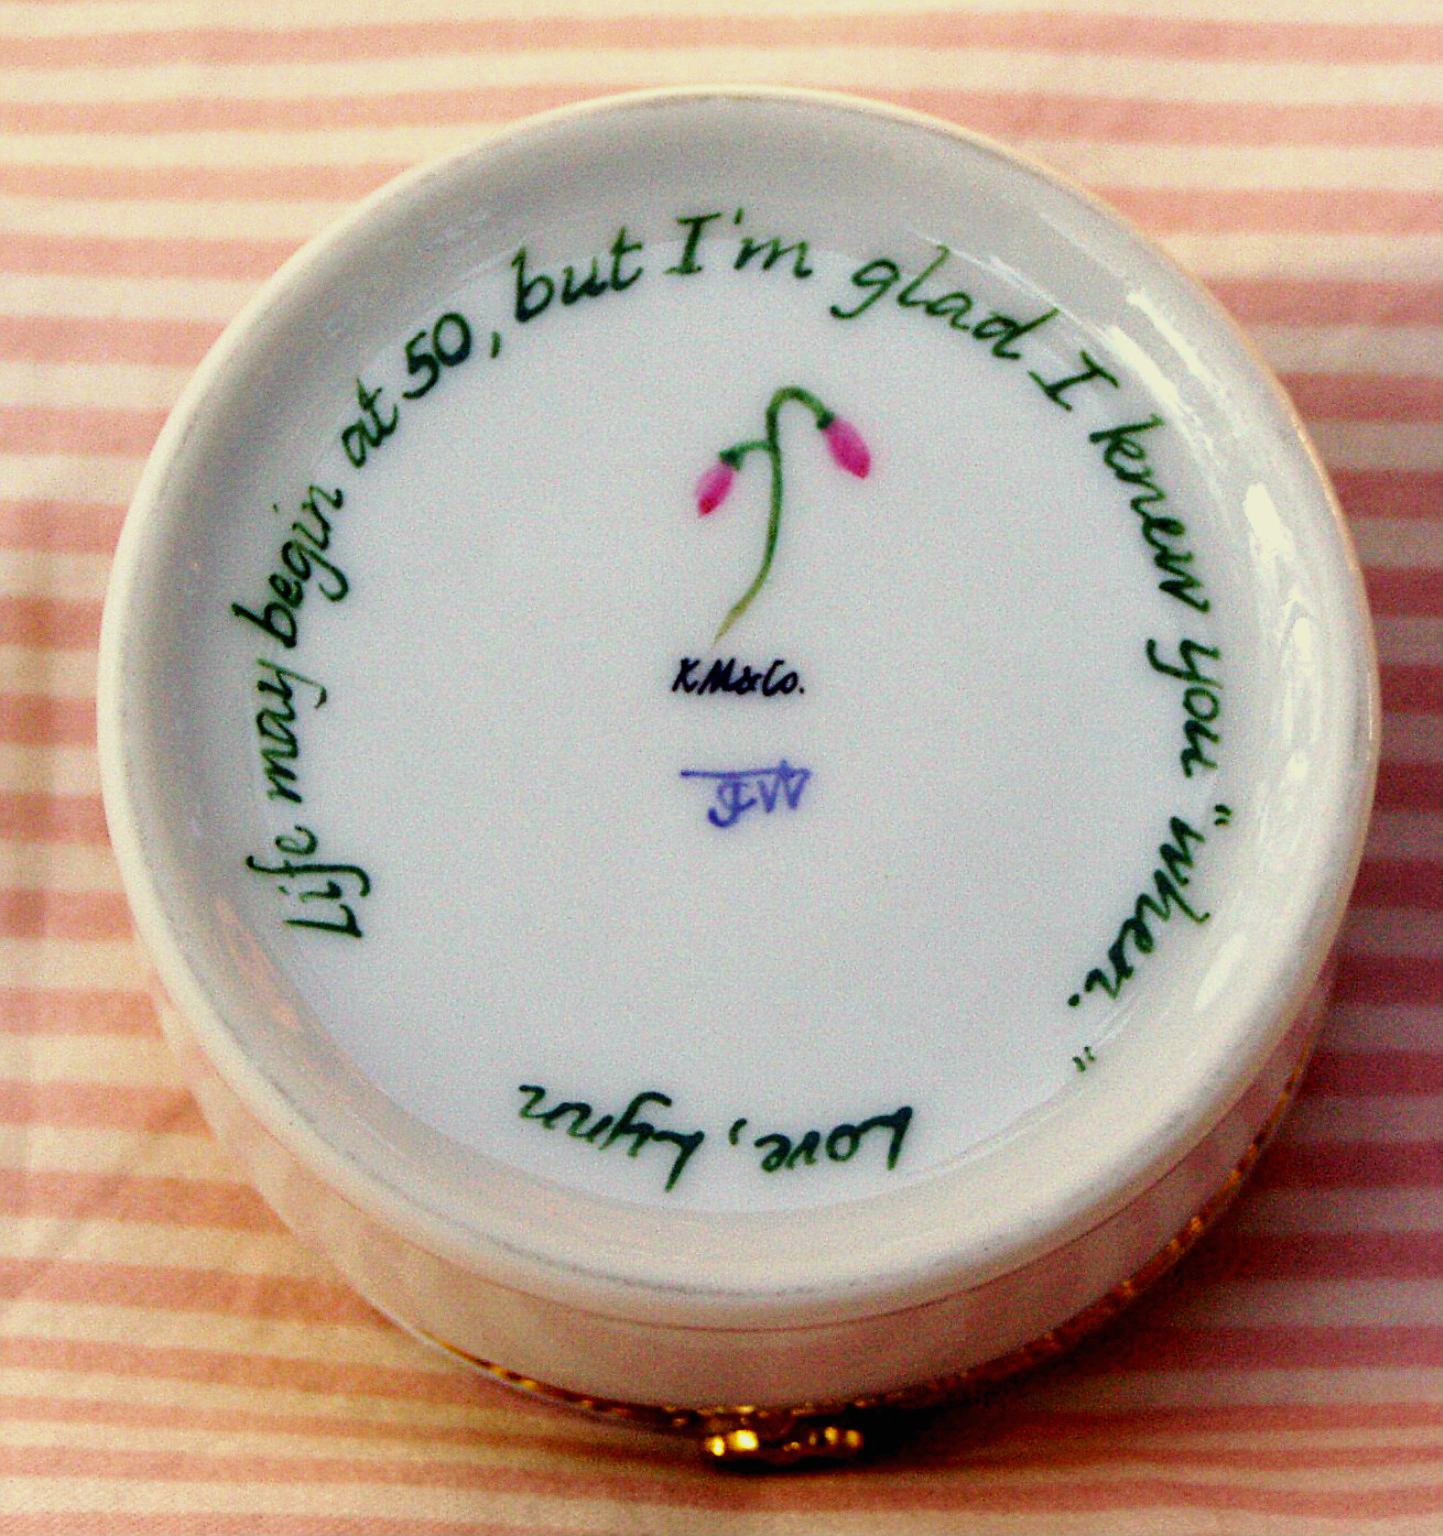 Life may begin at 50, but I'm glad I knew you "when."
Love, Lynn
KM&Co.